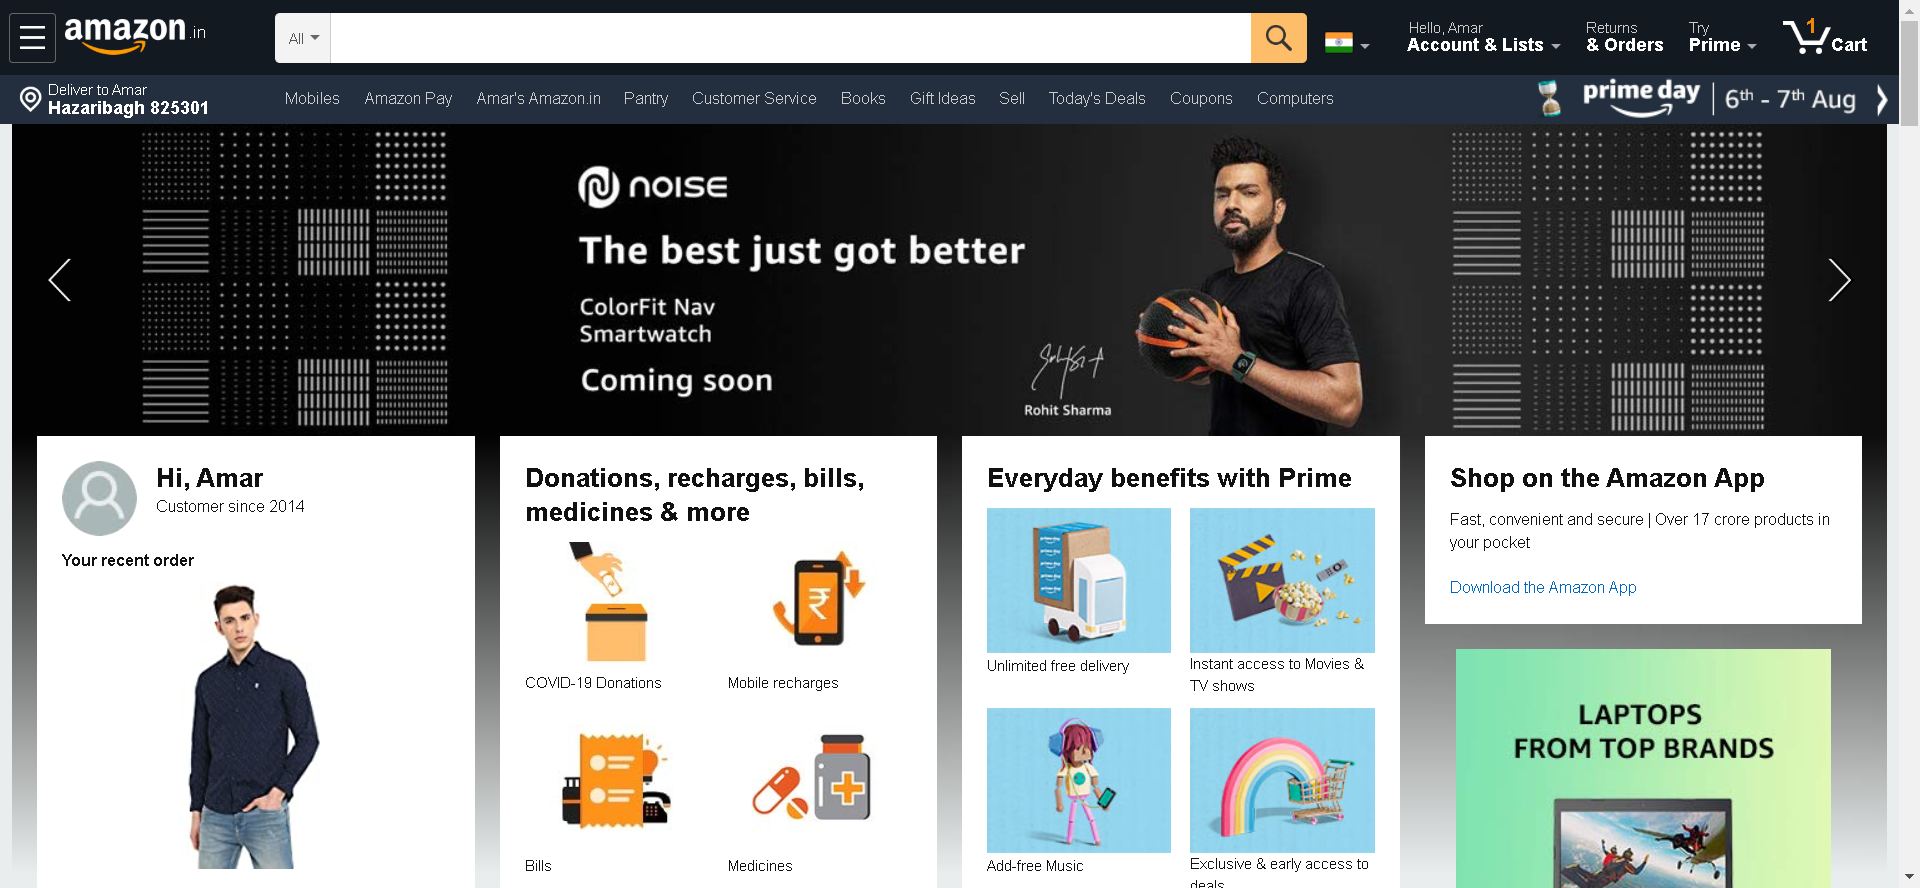 amazon.in
All
Hello, Amar
Account & Lists
Returns
& Orders
Try
Prime
1
Cart
Deliver to Amar
Hazaribagh 825301
Mobiles
Amazon Pay
Amar's Amazon.in
Pantry
Customer Service
Books
Gift Ideas
Sell
Today's Deals
Coupons
Computers
prime day
6th - 7th Aug
noise
The best just got better
ColorFit Nav
Smartwatch
Coming soon
Rohit Sharma
Hi, Amar
Customer since 2014
Your recent order
Donations, recharges, bills,
medicines & more
COVID-19 Donations
Mobile recharges
Bills
Medicines
Everyday benefits with Prime
Unlimited free delivery
Instant access to Movies &
TV shows
Add-free Music
Exclusive & early access to
deals
Shop on the Amazon App
Fast, convenient and secure | Over 17 crore products in
your pocket
Download the Amazon App
LAPTOPS
FROM TOP BRANDS